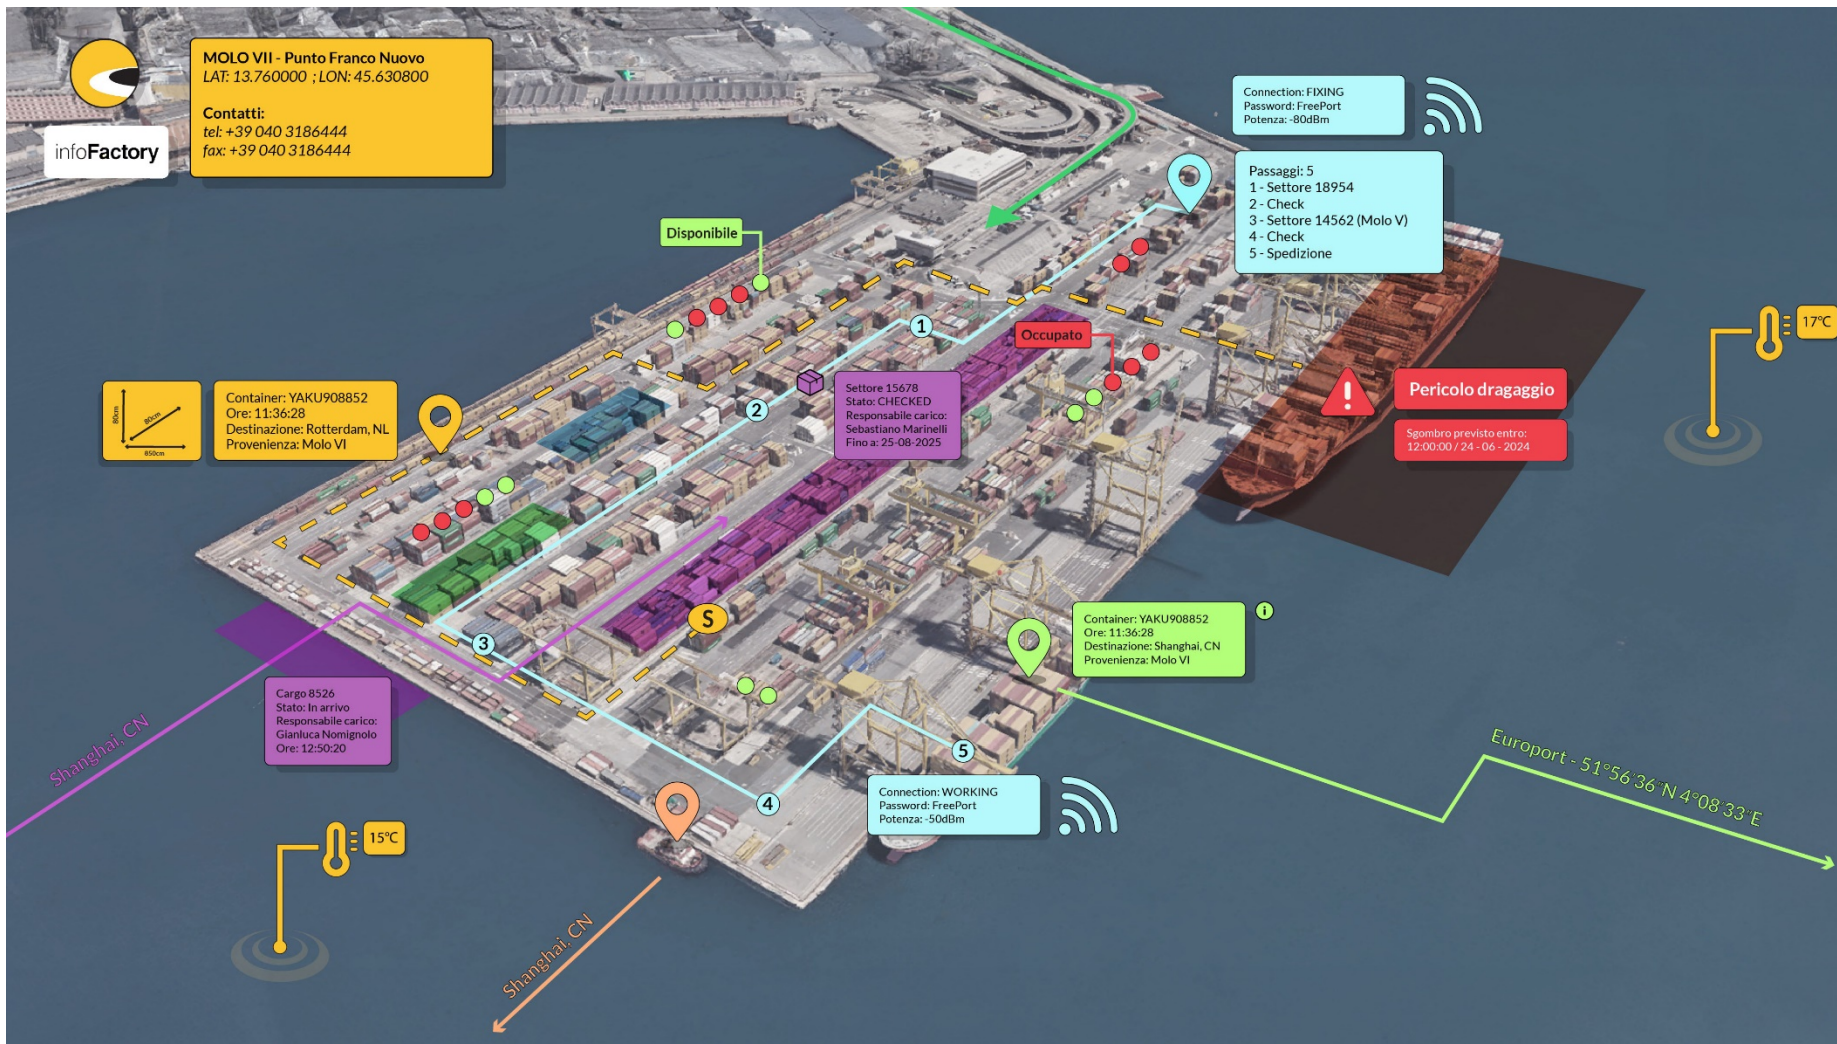 MOLO VII - Punto Franco Nuovo
LAT: 13.760000 ; LON: 45.630800
Contatti:
tel: +39 040 3186444
fax: +39 040 3186444
infoFactory
Connection: FIXING
Password: FreePort
Potenza: -80dBm
Passaggi: 5
1 - Settore 18954
2 - Check
3 - Settore 14562 (Molo V)
4 - Check
5 - Spedizione
Disponibile
1
Occupato
17°C
Pericolo dragaggio
Sgombro previsto entro:
12:00:00 / 24 - 06 - 2024
80cm
80cm
850cm
Container: YAKU908852
Ore: 11:36:28
Destinazione: Rotterdam, NL
Provenienza: Molo VI
2
Settore 15678
Stato: CHECKED
Responsabile carico:
Sebastiano Marinelli
Fino a: 25-08-2025
S
3
Container: YAKU908852
Ore: 11:36:28
Destinazione: Shanghai, CN
Provenienza: Molo VI
i
Cargo 8526
Stato: In arrivo
Responsabile carico:
Gianluca Nomignolo
Ore: 12:50:20
Shanghai, CN
5
4
Europort - 51°56'36"N 4°08'33"E
Connection: WORKING
Password: FreePort
Potenza: -50dBm
15°C
Shanghai, CN